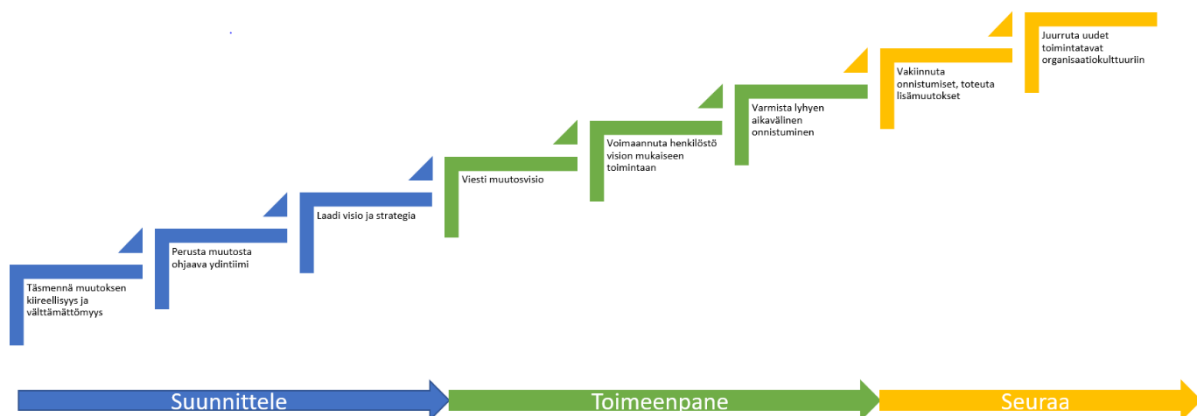 Täsmennä muutoksen
kiireellisyys ja
välttämättömyys
Perusta muutosta
ohjaava ydintiimi
Laadi visio ja strategia
Viesti muutosvisio
Voimaannuta henkilöstö
vision mukaiseen
toimintaan
Varmista lyhyen
aikavälinen
onnistuminen
Vakiinnuta
onnistumiset, toteuta
lisämuutokset
Juurruta uudet
toimintatavat
organisaatiokulttuuriin
Suunnittele
Toimeenpane
Seuraa